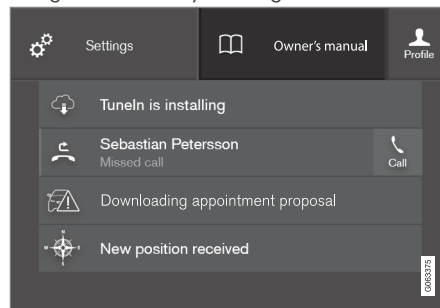 Settings
Owner's manual
Profile
TuneIn is installing
Sebastian Petersson
Missed call
Call
Downloading appointment proposal
N
W
E
S
New position received
G063375